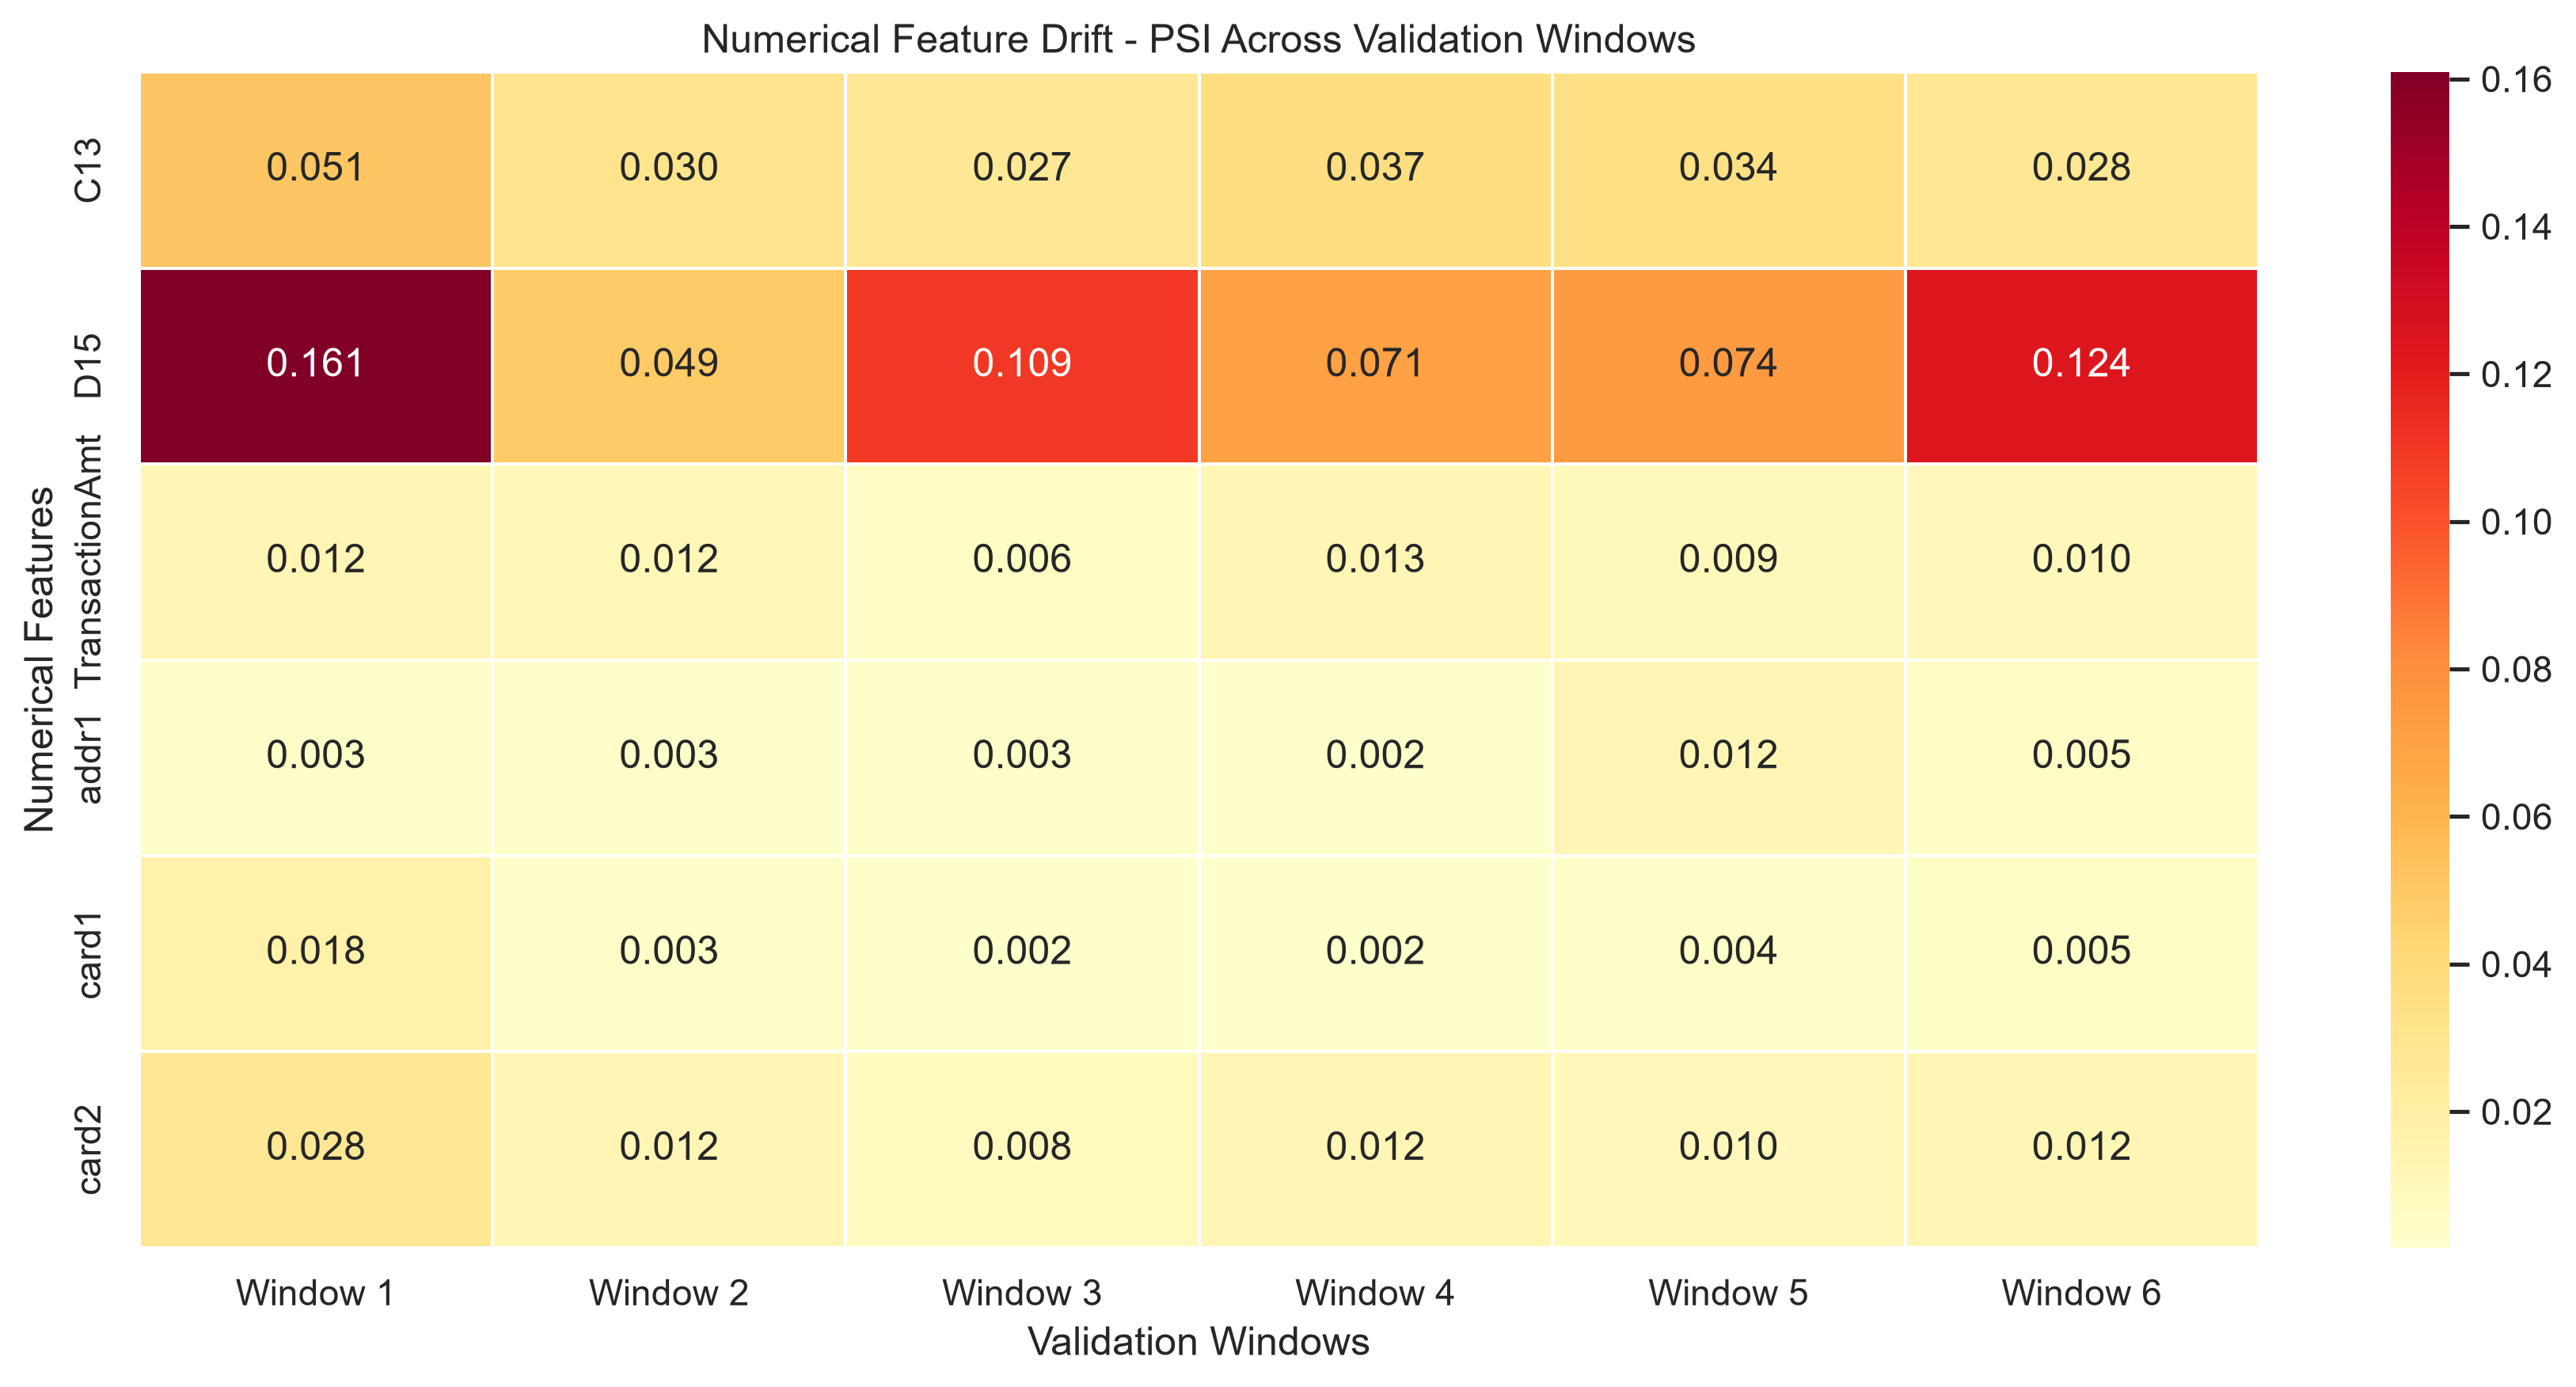 Numerical Feature Drift - PSI Across Validation Windows
Numerical Features
C13 0.051 0.030 0.027 0.037 0.034 0.028
D15 0.161 0.049 0.109 0.071 0.074 0.124
TransactionAmt 0.012 0.012 0.006 0.013 0.009 0.010
addr1 0.003 0.003 0.003 0.002 0.012 0.005
card1 0.018 0.003 0.002 0.002 0.004 0.005
card2 0.028 0.012 0.008 0.012 0.010 0.012
Window 1 Window 2 Window 3 Window 4 Window 5 Window 6
Validation Windows
0.16
0.14
0.12
0.10
0.08
0.06
0.04
0.02